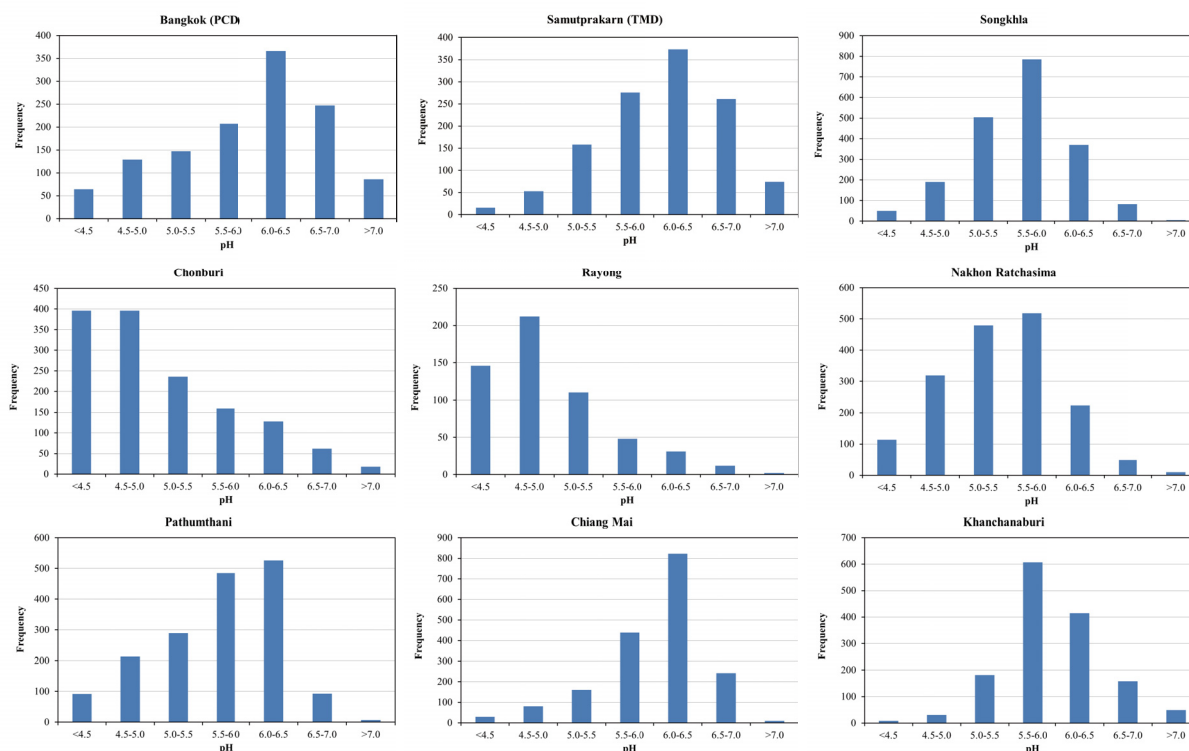 Bangkok (PCD)
Frequency
400
350
300
250
200
150
100
50
0
<4.5 4.5-5.0 5.0-5.5 5.5-6.0 6.0-6.5 6.5-7.0 >7.0
pH
Samutprakarn (TMD)
Frequency
400
350
300
250
200
150
100
50
0
<4.5 4.5-5.0 5.0-5.5 5.5-6.0 6.0-6.5 6.5-7.0 >7.0
pH
Songkhla
Frequency
900
800
700
600
500
400
300
200
100
0
<4.5 4.5-5.0 5.0-5.5 5.5-6.0 6.0-6.5 6.5-7.0 >7.0
pH
Chonburi
Frequency
450
400
350
300
250
200
150
100
50
0
<4.5 4.5-5.0 5.0-5.5 5.5-6.0 6.0-6.5 6.5-7.0 >7.0
pH
Rayong
Frequency
250
200
150
100
50
0
<4.5 4.5-5.0 5.0-5.5 5.5-6.0 6.0-6.5 6.5-7.0 >7.0
pH
Nakhon Ratchasima
Frequency
600
500
400
300
200
100
0
<4.5 4.5-5.0 5.0-5.5 5.5-6.0 6.0-6.5 6.5-7.0 >7.0
pH
Pathumthani
Frequency
600
500
400
300
200
100
0
<4.5 4.5-5.0 5.0-5.5 5.5-6.0 6.0-6.5 6.5-7.0 >7.0
pH
Chiang Mai
Frequency
900
800
700
600
500
400
300
200
100
0
<4.5 4.5-5.0 5.0-5.5 5.5-6.0 6.0-6.5 6.5-7.0 >7.0
pH
Khanchanaburi
Frequency
700
600
500
400
300
200
100
0
<4.5 4.5-5.0 5.0-5.5 5.5-6.0 6.0-6.5 6.5-7.0 >7.0
pH